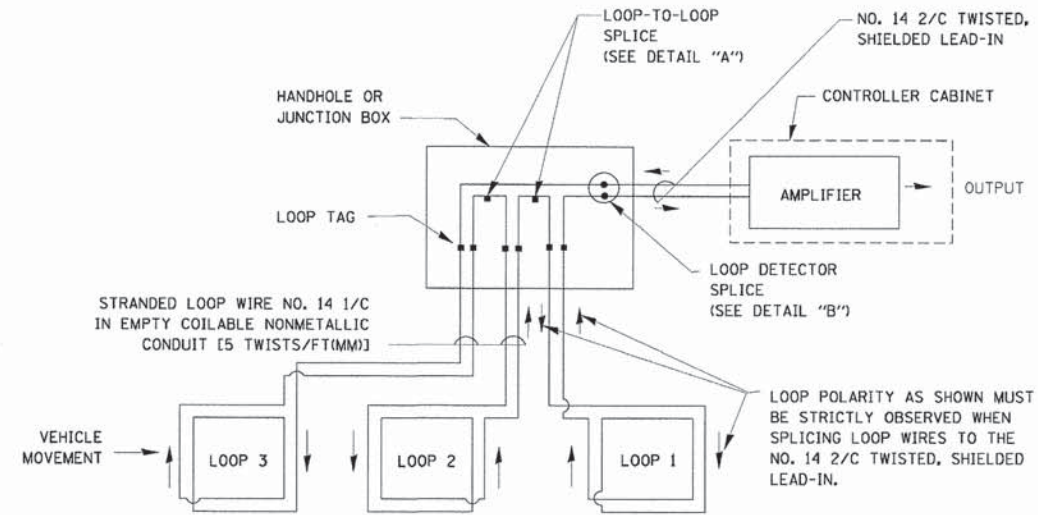 LOOP-TO-LOOP
SPLICE
(SEE DETAIL "A")
NO. 14 2/C TWISTED,
SHIELDED LEAD-IN
HANDHOLE OR
JUNCTION BOX
CONTROLLER CABINET
AMPLIFIER
OUTPUT
LOOP TAG
LOOP DETECTOR
SPLICE
(SEE DETAIL "B")
STRANDED LOOP WIRE NO. 14 1/C
IN EMPTY COILABLE NONMETALLIC
CONDUIT [5 TWISTS/FT(MM)]
LOOP POLARITY AS SHOWN MUST
BE STRICTLY OBSERVED WHEN
SPLICING LOOP WIRES TO THE
NO. 14 2/C TWISTED, SHIELDED
LEAD-IN.
VEHICLE
MOVEMENT
LOOP 3
LOOP 2
LOOP 1